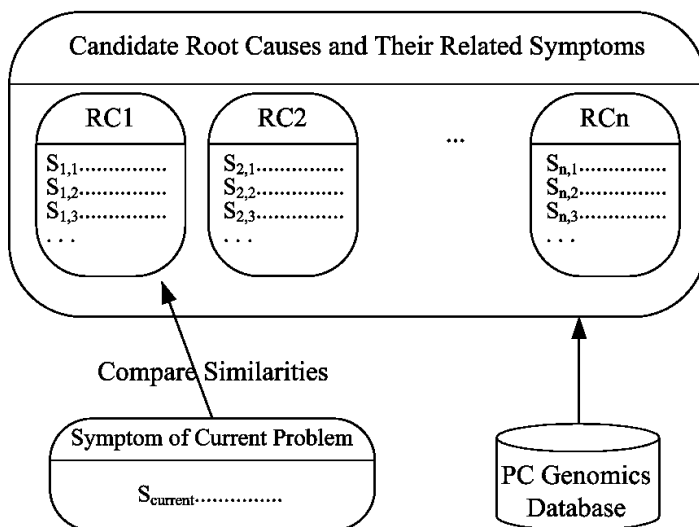 Candidate Root Causes and Their Related Symptoms
RC1
S1,1...............
S1,2...............
S1,3...............
. . .
RC2
S2,1...............
S2,2...............
S2,3...............
. . .
...
RCn
Sn,1...............
Sn,2...............
Sn,3...............
. . .
Compare Similarities
Symptom of Current Problem
Scurrent...............
PC Genomics
Database